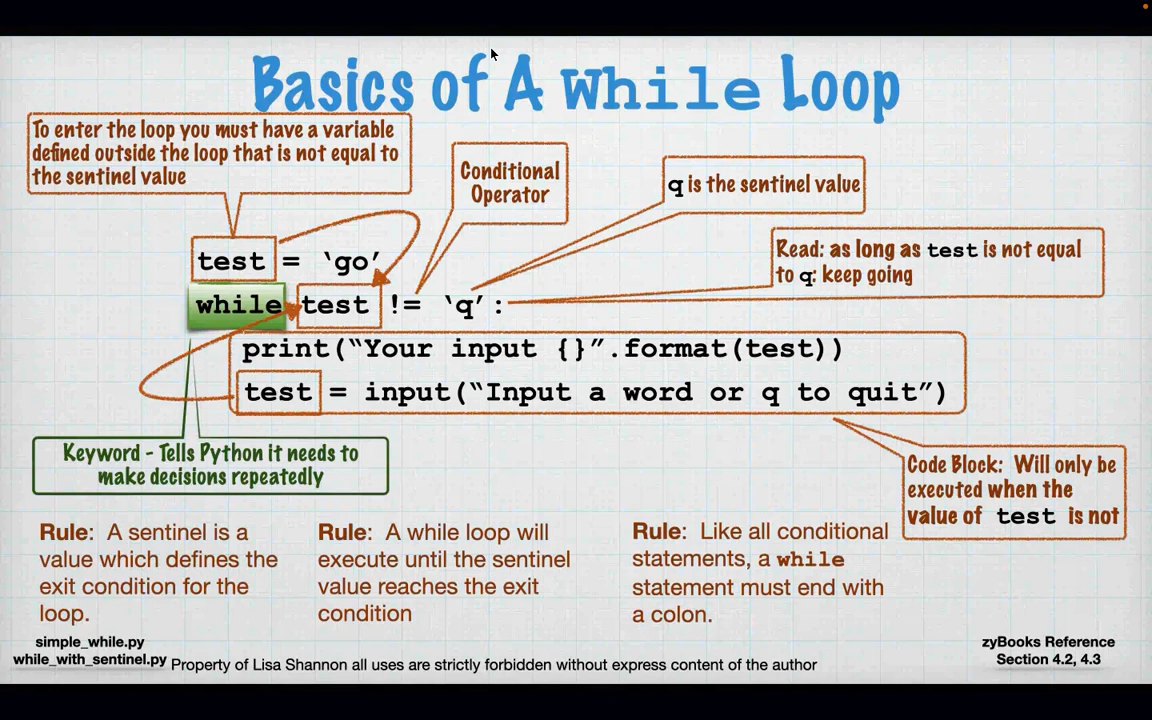 Basics of A While Loop
To enter the loop you must have a variable
defined outside the loop that is not equal to
the sentinel value
Conditional
Operator
q is the sentinel value
Read: as long as test is not equal
to q: keep going
test = ‘go’
while test != ‘q’:
print(“Your input {}”.format(test))
test = input(“Input a word or q to quit”)
Keyword - Tells Python it needs to
make decisions repeatedly
Code Block: Will only be
executed when the
value of test is not
Rule: A sentinel is a
value which defines the
exit condition for the
loop.
Rule: A while loop will
execute until the sentinel
value reaches the exit
condition
Rule: Like all conditional
statements, a while
statement must end with
a colon.
simple_while.py
while_with_sentinel.py
Property of Lisa Shannon all uses are strictly forbidden without express content of the author
zyBooks Reference
Section 4.2, 4.3